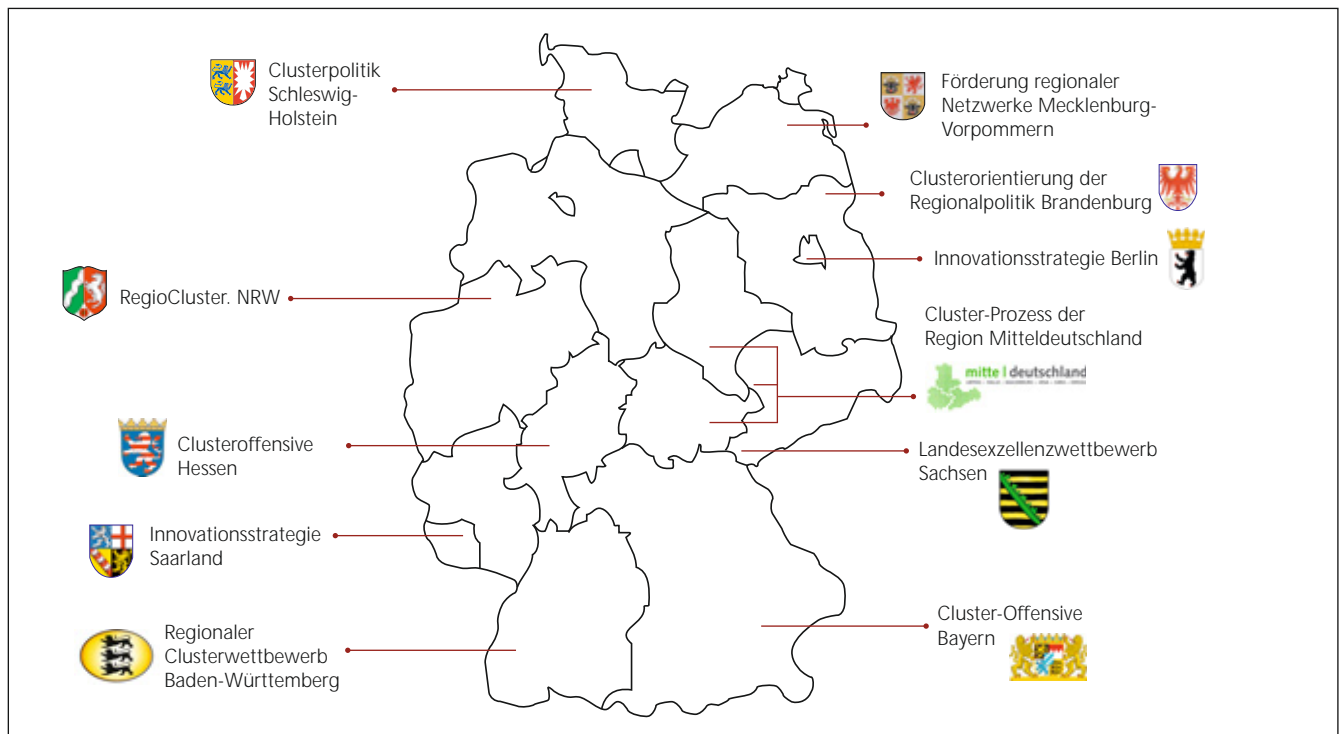 Clusterpolitik
Schleswig-
Holstein
Förderung regionaler
Netzwerke Mecklenburg-
Vorpommern
Clusterorientierung der
Regionalpolitik Brandenburg
Innovationsstrategie Berlin
RegioCluster. NRW
Cluster-Prozess der
Region Mitteldeutschland
mitte | deutschland
Clusteroffensive
Hessen
Landesexzellenzwettbewerb
Sachsen
Innovationsstrategie
Saarland
Cluster-Offensive
Bayern
Regionaler
Clusterwettbewerb
Baden-Württemberg